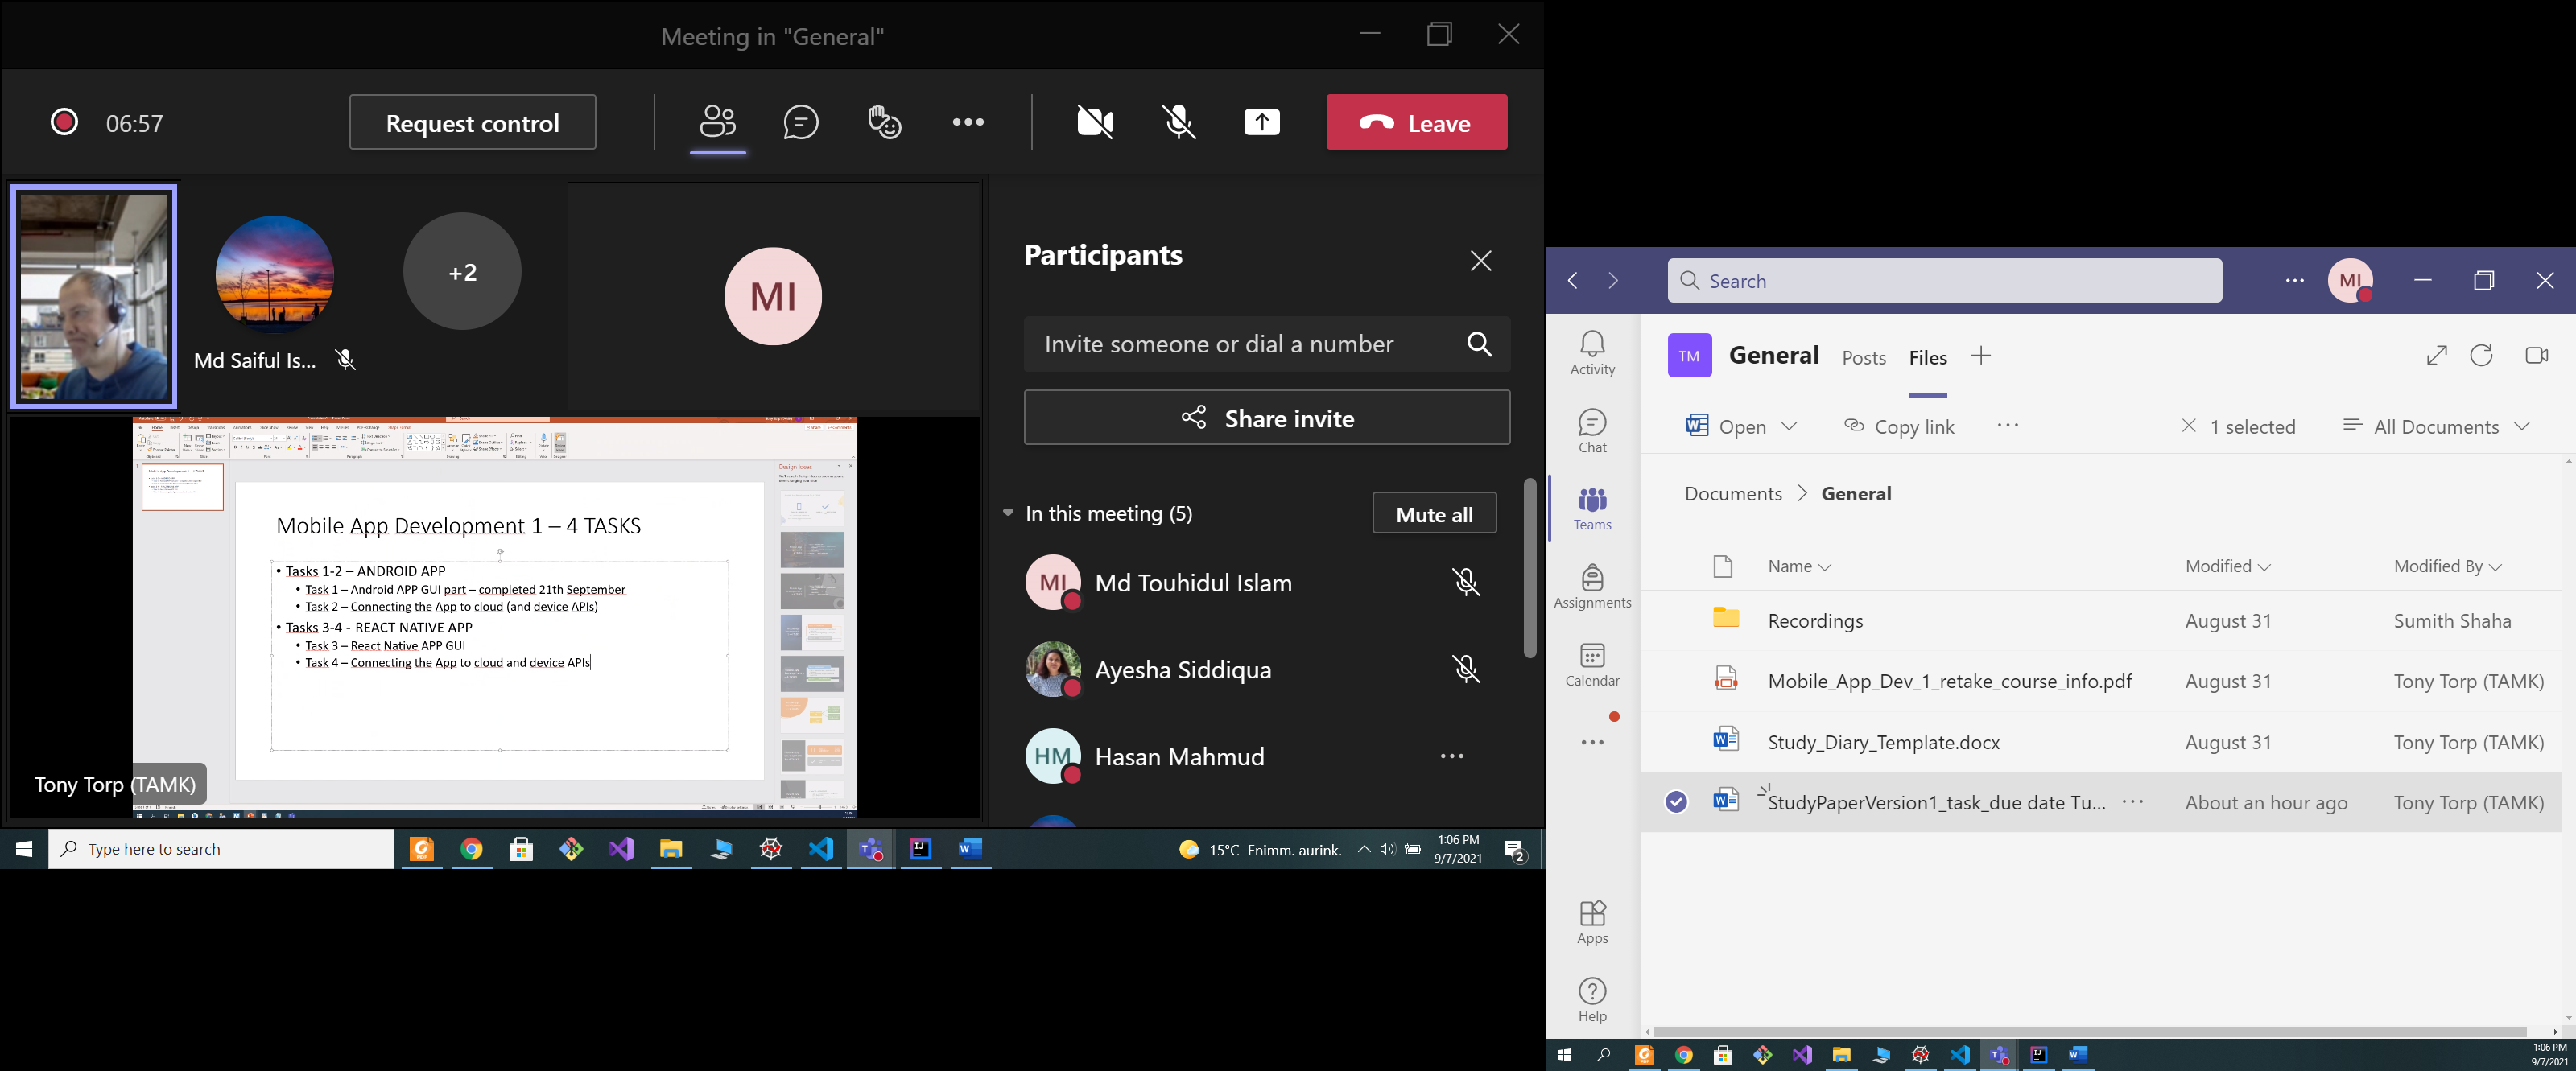 Meeting in "General"
06:57
Request control
Leave
+2
MI
Md Saiful Is...
Participants
Invite someone or dial a number
Share invite
In this meeting (5)
Mute all
MI Md Touhidul Islam
Ayesha Siddiqua
HM Hasan Mahmud
Design Ideas
Mobile App Development 1 – 4 TASKS
• Tasks 1-2 – ANDROID APP
• Task 1 – Android APP GUI part – completed 21th September
• Task 2 – Connecting the App to cloud (and device APIs)
• Tasks 3-4 - REACT NATIVE APP
• Task 3 – React Native APP GUI
• Task 4 – Connecting the App to cloud and device APIs
Tony Torp (TAMK)
Type here to search
15°C Enimm. aurink.
1:06 PM
9/7/2021
2
Search
MI
Activity
Chat
Teams
Assignments
Calendar
Apps
Help
TM
General Posts Files
Open
Copy link
1 selected
All Documents
Documents > General
Name Modified Modified By
Recordings August 31 Sumith Shaha
Mobile_App_Dev_1_retake_course_info.pdf August 31 Tony Torp (TAMK)
Study_Diary_Template.docx August 31 Tony Torp (TAMK)
StudyPaperVersion1_task_due date Tu... About an hour ago Tony Torp (TAMK)
1:06 PM
9/7/2021